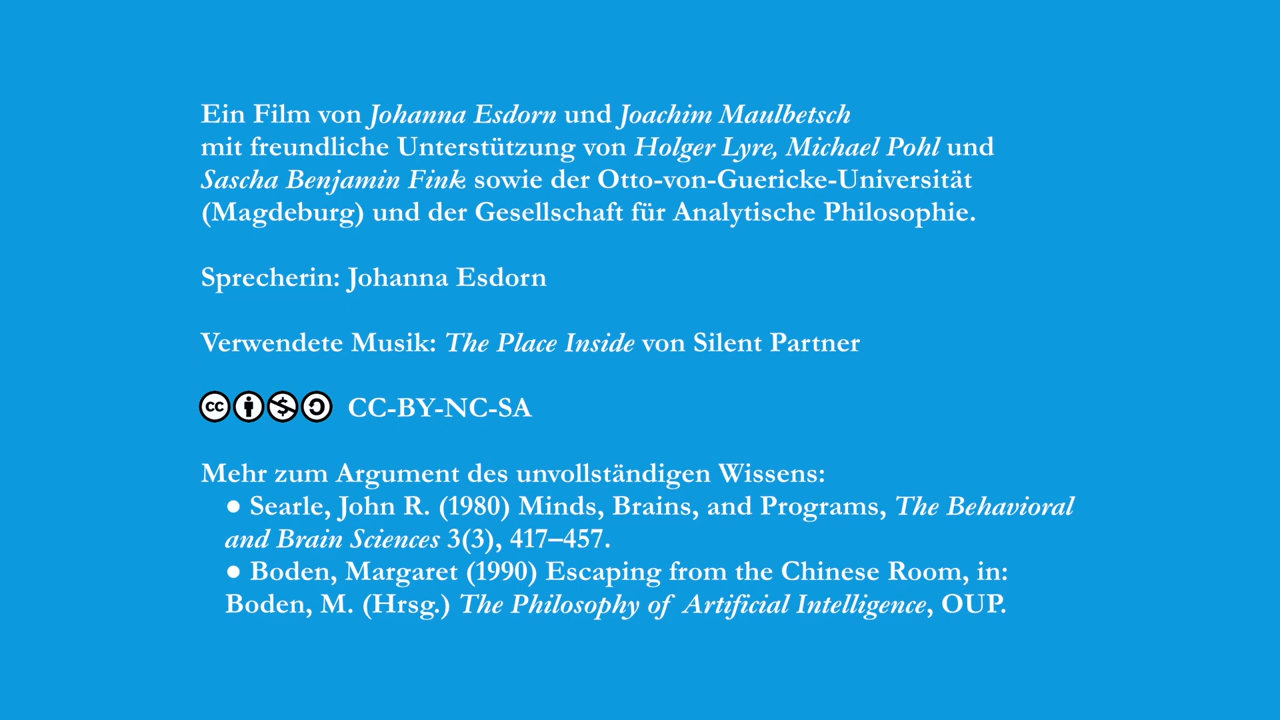 Ein Film von Johanna Esdorn und Joachim Maulbetsch
mit freundliche Unterstützung von Holger Lyre, Michael Pohl und
Sascha Benjamin Fink sowie der Otto-von-Guericke-Universität
(Magdeburg) und der Gesellschaft für Analytische Philosophie.
Sprecherin: Johanna Esdorn
Verwendete Musik: The Place Inside von Silent Partner
CC-BY-NC-SA
Mehr zum Argument des unvollständigen Wissens:
● Searle, John R. (1980) Minds, Brains, and Programs, The Behavioral
and Brain Sciences 3(3), 417–457.
● Boden, Margaret (1990) Escaping from the Chinese Room, in:
Boden, M. (Hrsg.) The Philosophy of Artificial Intelligence, OUP.